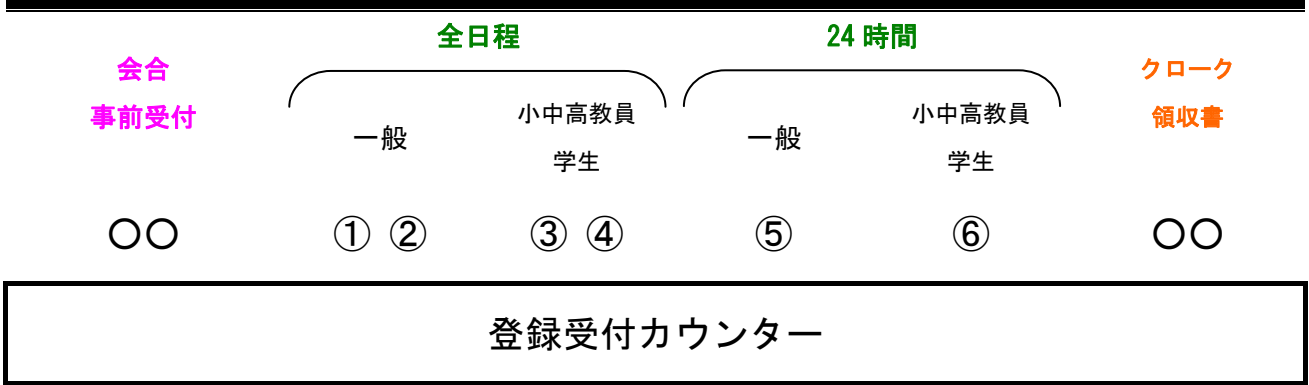 全日程
24 時間
会合
事前受付
一般
小中高教員
学生
一般
小中高教員
学生
クローク
領収書
〇〇
① ②
③ ④
⑤
⑥
〇〇
登録受付カウンター